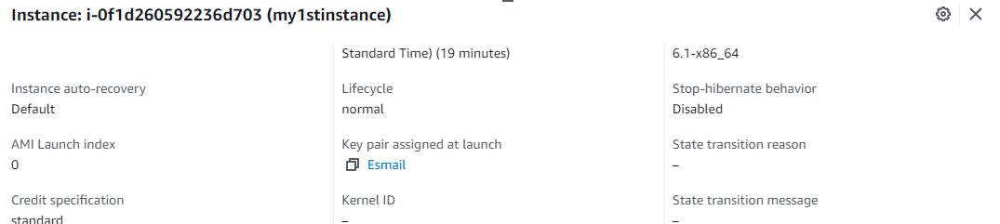 Instance: i-0f1d260592236d703 (my1stinstance)
Standard Time) (19 minutes)
6.1-x86_64
Instance auto-recovery
Default
Lifecycle
normal
Stop-hibernate behavior
Disabled
AMI Launch index
0
Key pair assigned at launch
Esmail
State transition reason
–
Credit specification
standard
Kernel ID
–
State transition message
–